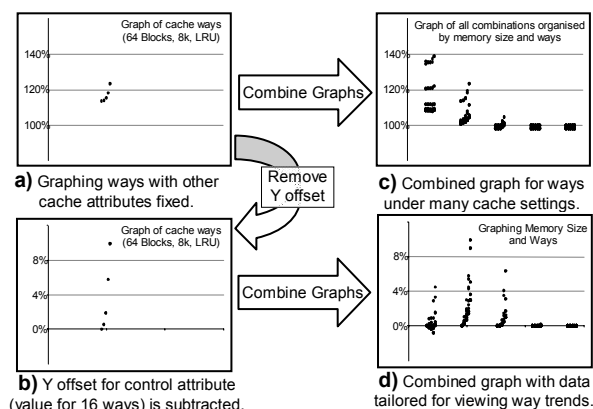 Graph of cache ways
(64 Blocks, 8k, LRU)
140%
120%
100%
a) Graphing ways with other
cache attributes fixed.
Combine Graphs
Graph of all combinations organised
by memory size and ways
140%
120%
100%
c) Combined graph for ways
under many cache settings.
Remove
Y offset
Graph of cache ways
(64 Blocks, 8k, LRU)
8%
4%
0%
b) Y offset for control attribute
(value for 16 ways) is subtracted.
Combine Graphs
Graphing Memory Size
and Ways
8%
4%
0%
d) Combined graph with data
tailored for viewing way trends.